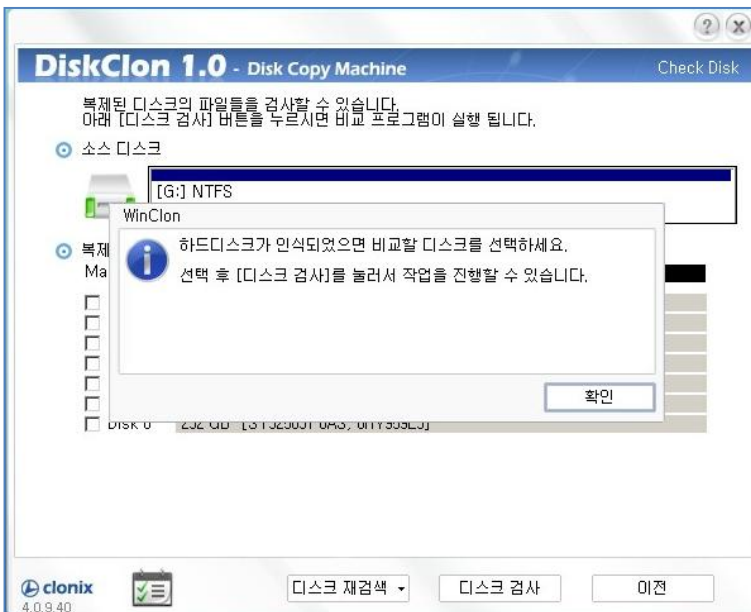 DiskClon 1.0 - Disk Copy Machine
Check Disk
복제된 디스크의 파일들을 검사할 수 있습니다.
아래 [디스크 검사] 버튼을 누르시면 비교 프로그램이 실행 됩니다.
소스 디스크
[G:] NTFS
WinClon
하드디스크가 인식되었으면 비교할 디스크를 선택하세요.
선택 후 [디스크 검사]를 눌러서 작업을 진행할 수 있습니다.
확인
복제
Ma
clonix
4.0.9.40
디스크 재검색
디스크 검사
이전